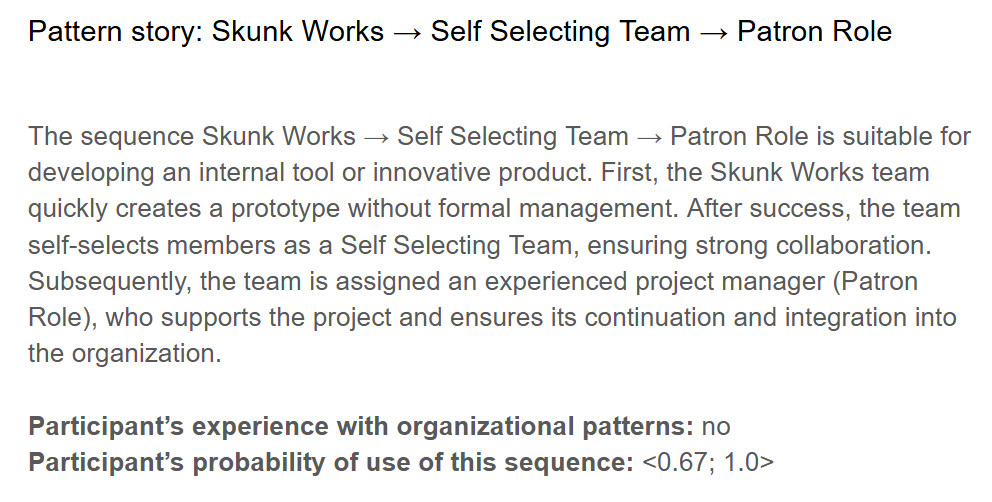 Pattern story: Skunk Works → Self Selecting Team → Patron Role
The sequence Skunk Works → Self Selecting Team → Patron Role is suitable for
developing an internal tool or innovative product. First, the Skunk Works team
quickly creates a prototype without formal management. After success, the team
self-selects members as a Self Selecting Team, ensuring strong collaboration.
Subsequently, the team is assigned an experienced project manager (Patron
Role), who supports the project and ensures its continuation and integration into
the organization.
Participant’s experience with organizational patterns: no
Participant’s probability of use of this sequence: <0.67; 1.0>